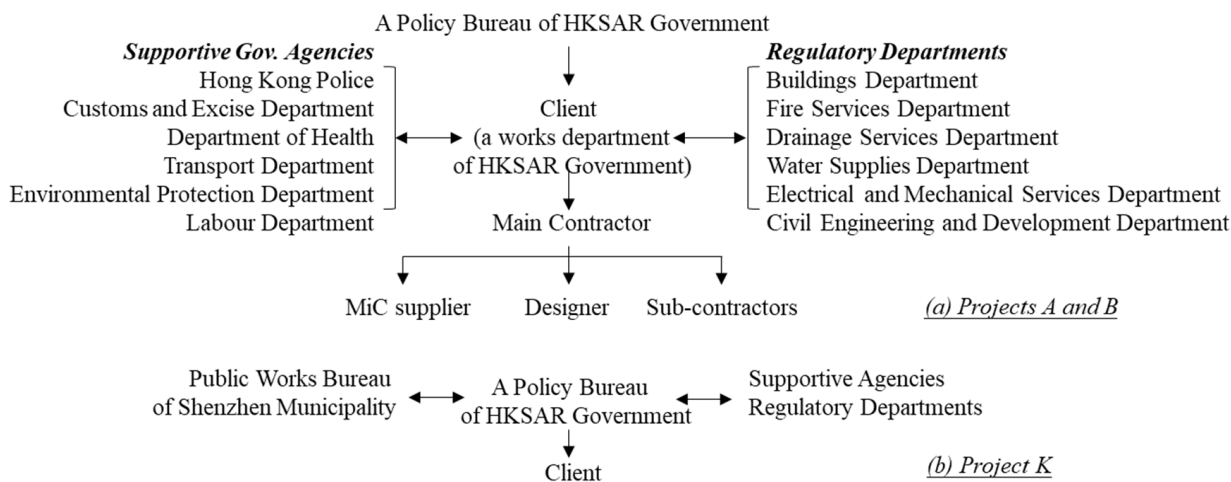 A Policy Bureau of HKSAR Government
Supportive Gov. Agencies
Hong Kong Police
Customs and Excise Department
Department of Health
Transport Department
Environmental Protection Department
Labour Department
Client
(a works department
of HKSAR Government)
Regulatory Departments
Buildings Department
Fire Services Department
Drainage Services Department
Water Supplies Department
Electrical and Mechanical Services Department
Civil Engineering and Development Department
Main Contractor
MiC supplier
Designer
Sub-contractors
(a) Projects A and B
Public Works Bureau
of Shenzhen Municipality
A Policy Bureau
of HKSAR Government
Supportive Agencies
Regulatory Departments
Client
(b) Project K